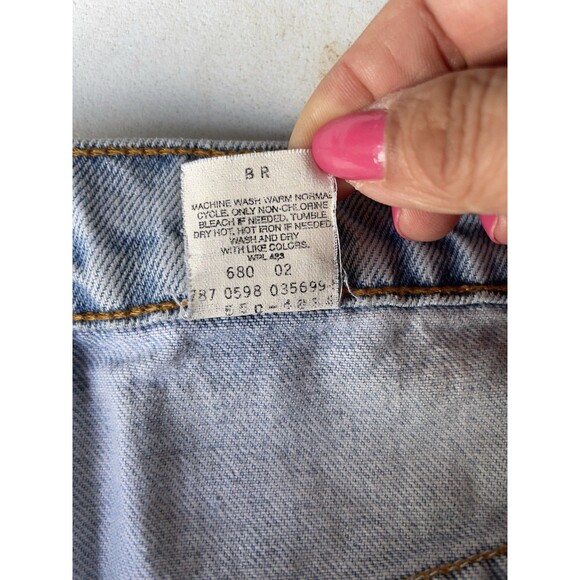 BR
MACHINE WASH WARM NORMAL
CYCLE. ONLY NON-CHLORINE
BLEACH IF NEEDED. TUMBLE
DRY HOT. HOT IRON IF NEEDED.
WASH AND DRY
WITH LIKE COLORS.
WPL 423
680 02
787 0598 035699